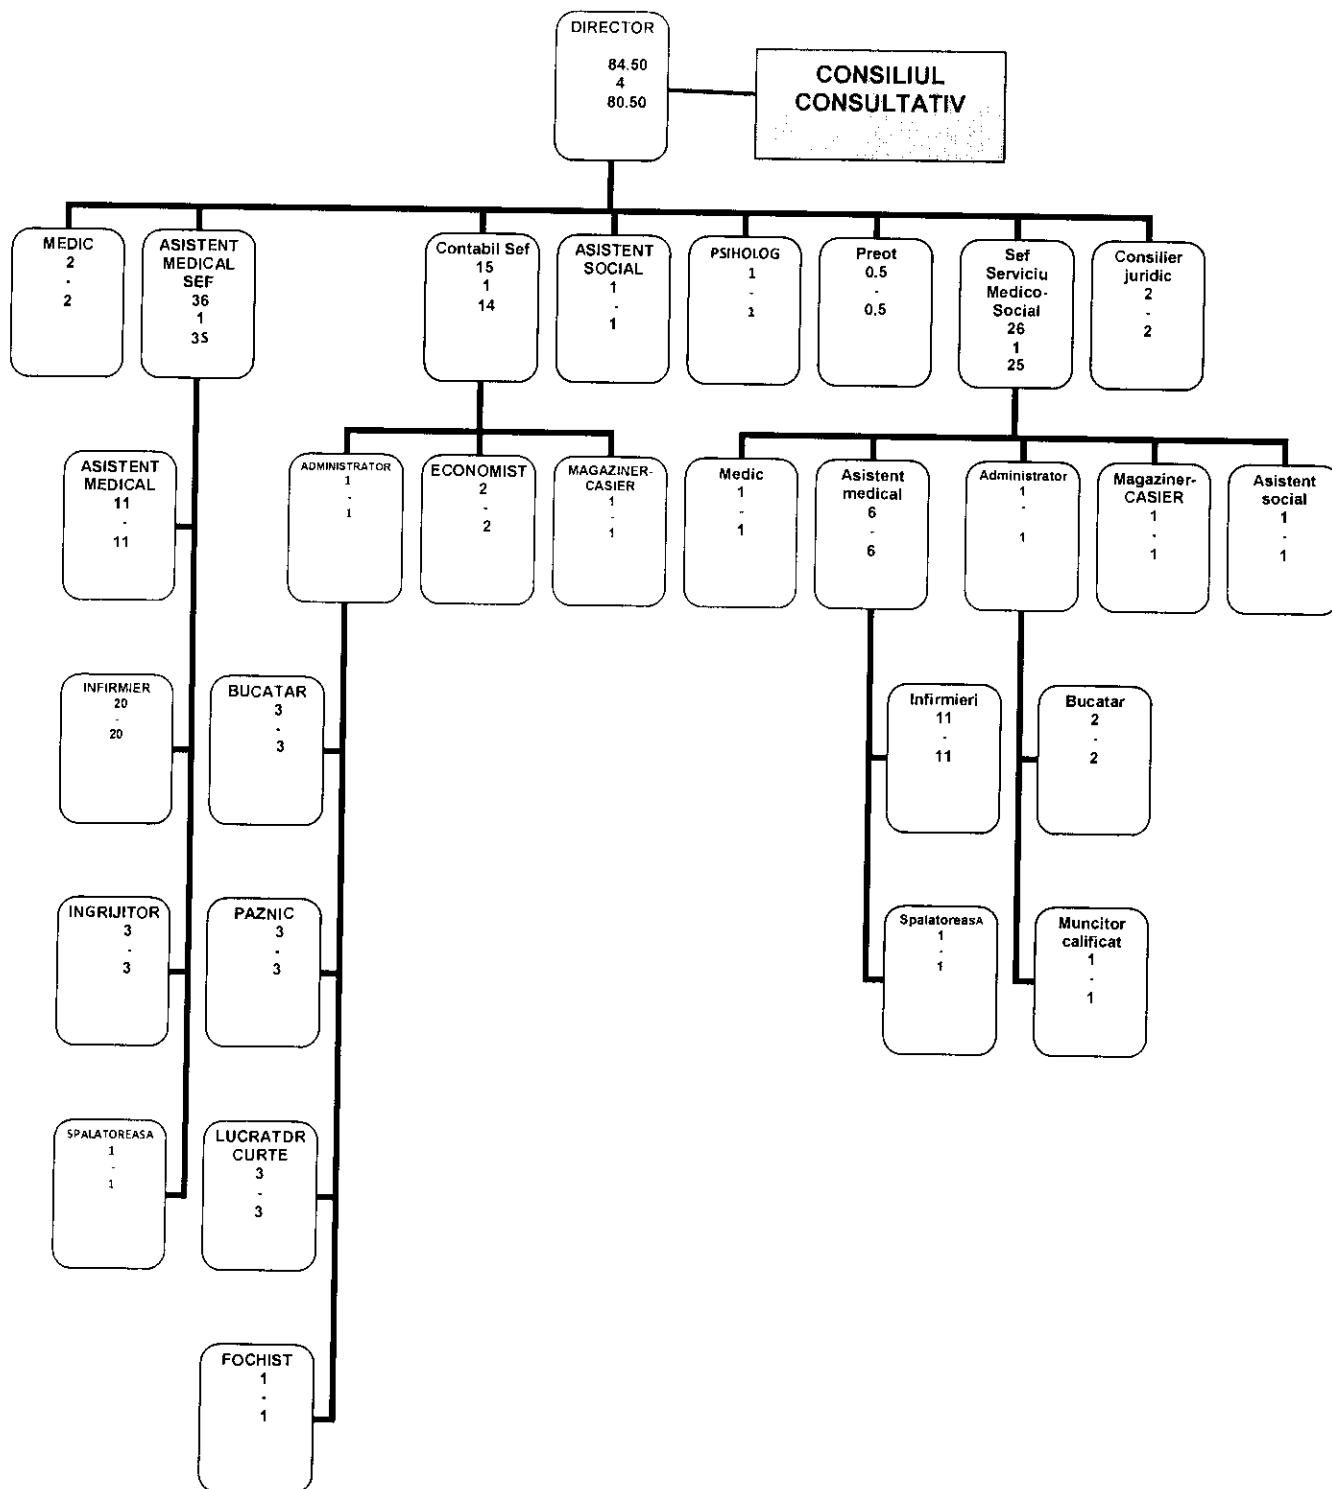 DIRECTOR
84.50
4
80.50
CONSILIUL
CONSULTATIV
MEDIC
2
-
2
ASISTENT
MEDICAL
SEF
36
1
3S
Contabil Sef
15
1
14
ASISTENT
SOCIAL
1
-
1
PSIHOLOG
1
-
1
Preot
0.5
-
0.5
Sef
Serviciu
Medico-
Social
26
1
25
Consilier
juridic
2
-
2
ASISTENT
MEDICAL
11
-
11
ADMINISTRATOR
1
-
1
ECONOMIST
2
-
2
MAGAZINER-
CASIER
1
-
1
Medic
1
-
1
Asistent
medical
6
-
6
Administrator
1
-
1
Magaziner-
CASIER
1
-
1
Asistent
social
1
-
1
INFIRMIER
20
-
20
BUCATAR
3
-
3
Infirmieri
11
-
11
Bucatar
2
-
2
INGRIJITOR
3
-
3
PAZNIC
3
-
3
SpalatoreasA
1
-
1
Muncitor
calificat
1
-
1
SPALATOREASA
1
-
1
LUCRATDR
CURTE
3
-
3
FOCHIST
1
-
1